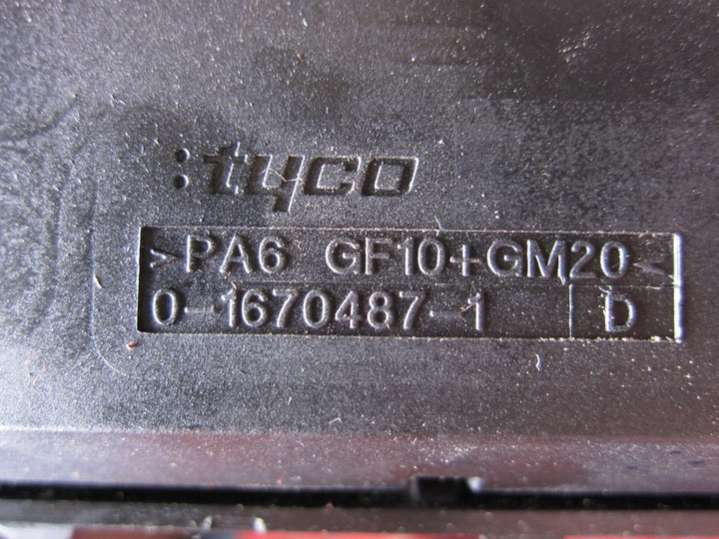 :tyco
>PA6 GF10+GM20<
0-1670487-1 D